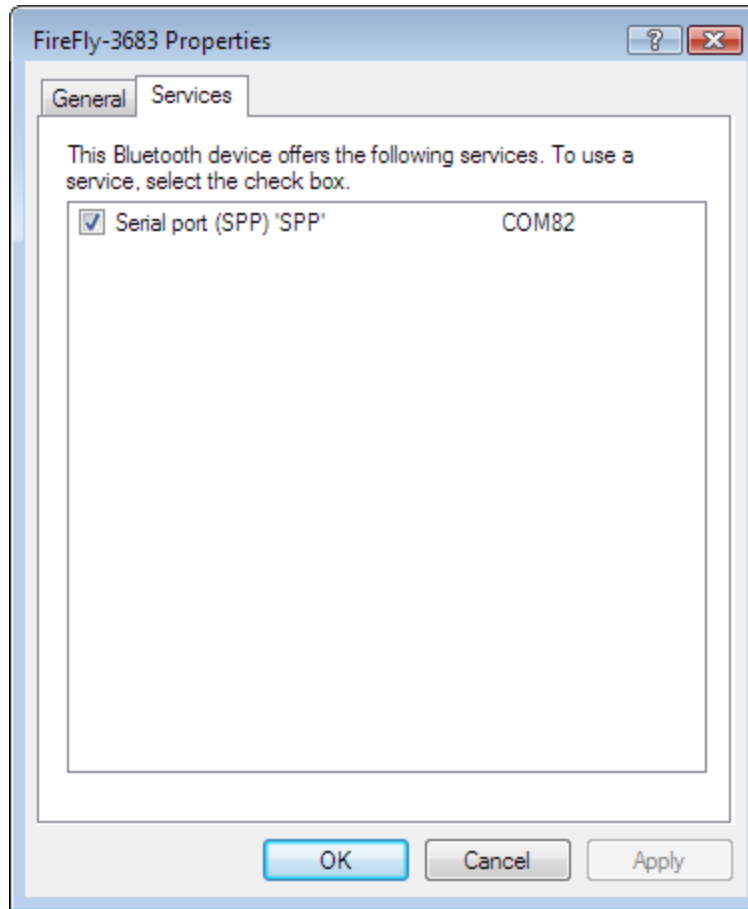 FireFly-3683 Properties
General Services
This Bluetooth device offers the following services. To use a
service, select the check box.
Serial port (SPP) 'SPP' COM82
OK Cancel Apply